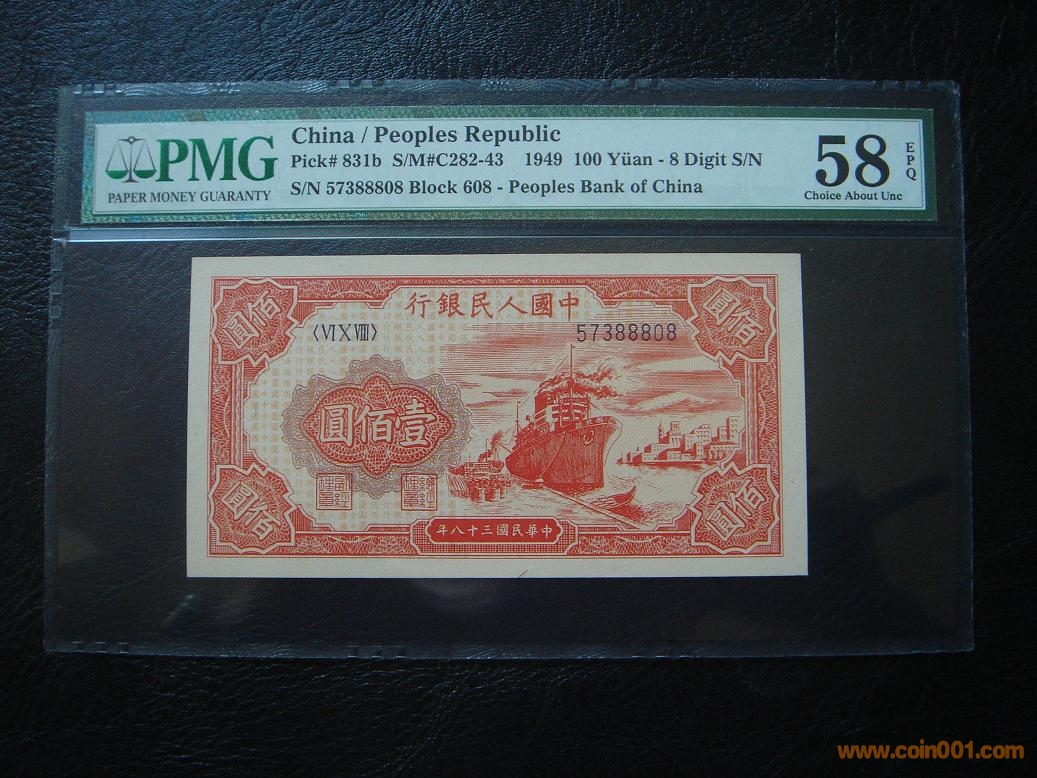 PMG
PAPER MONEY GUARANTY
China / Peoples Republic
Pick# 831b S/M#C282-43 1949 100 Yüan - 8 Digit S/N
S/N 57388808 Block 608 - Peoples Bank of China
58
EPQ
Choice About Unc
行銀民人國中
〈VI X VIII〉
57388808
圓佰
圓佰
圓佰壹
圓佰
圓佰
年八十三國民華中
www.coin001.com